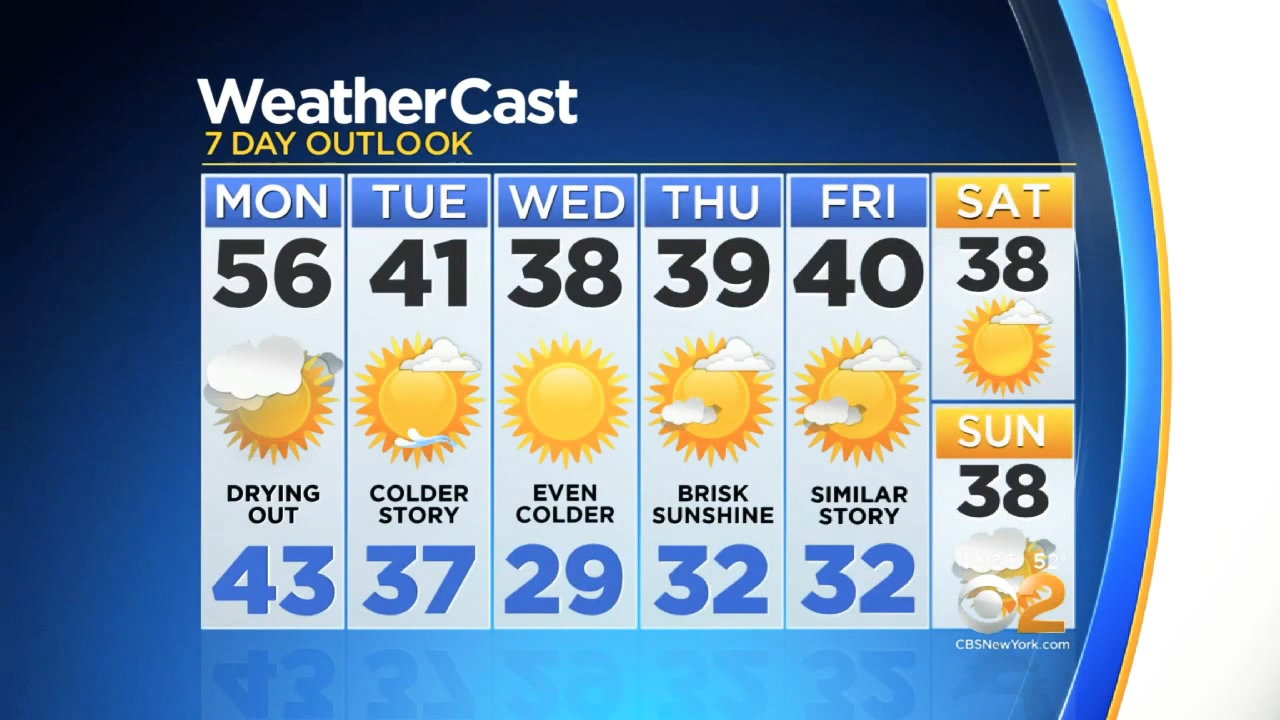 WeatherCast
7 DAY OUTLOOK
MON TUE WED THU FRI SAT
56 41 38 39 40 38
SUN
38
DRYING OUT
COLDER STORY
EVEN COLDER
BRISK SUNSHINE
SIMILAR STORY
43 37 29 32 32
52°
2
CBSNewYork.com